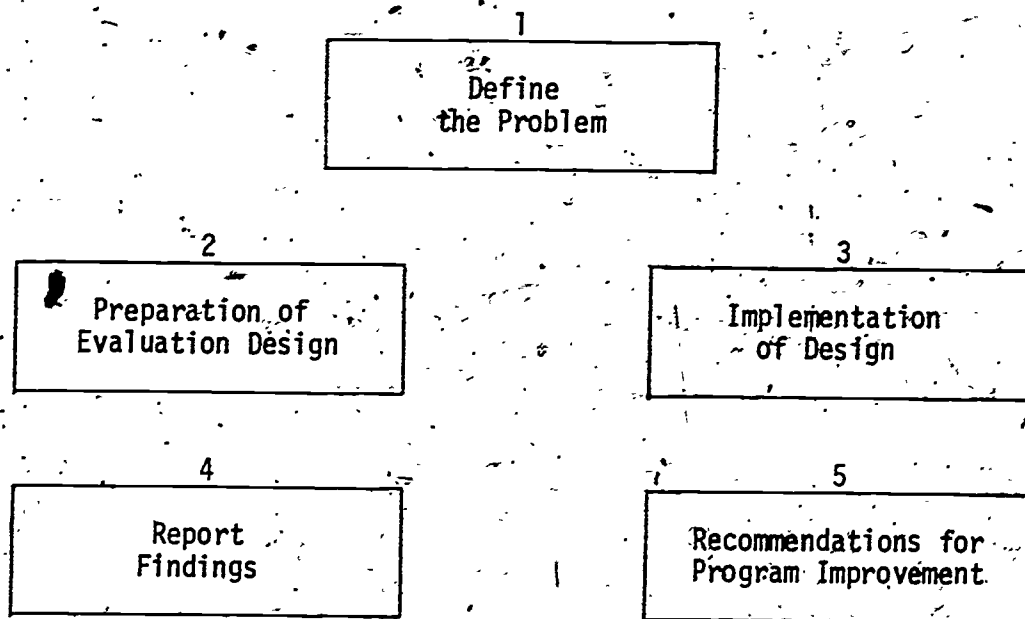 1
Define
the Problem
2
Preparation of
Evaluation Design
3
Implementation
of Design
4
Report
Findings
5
Recommendations for
Program Improvement